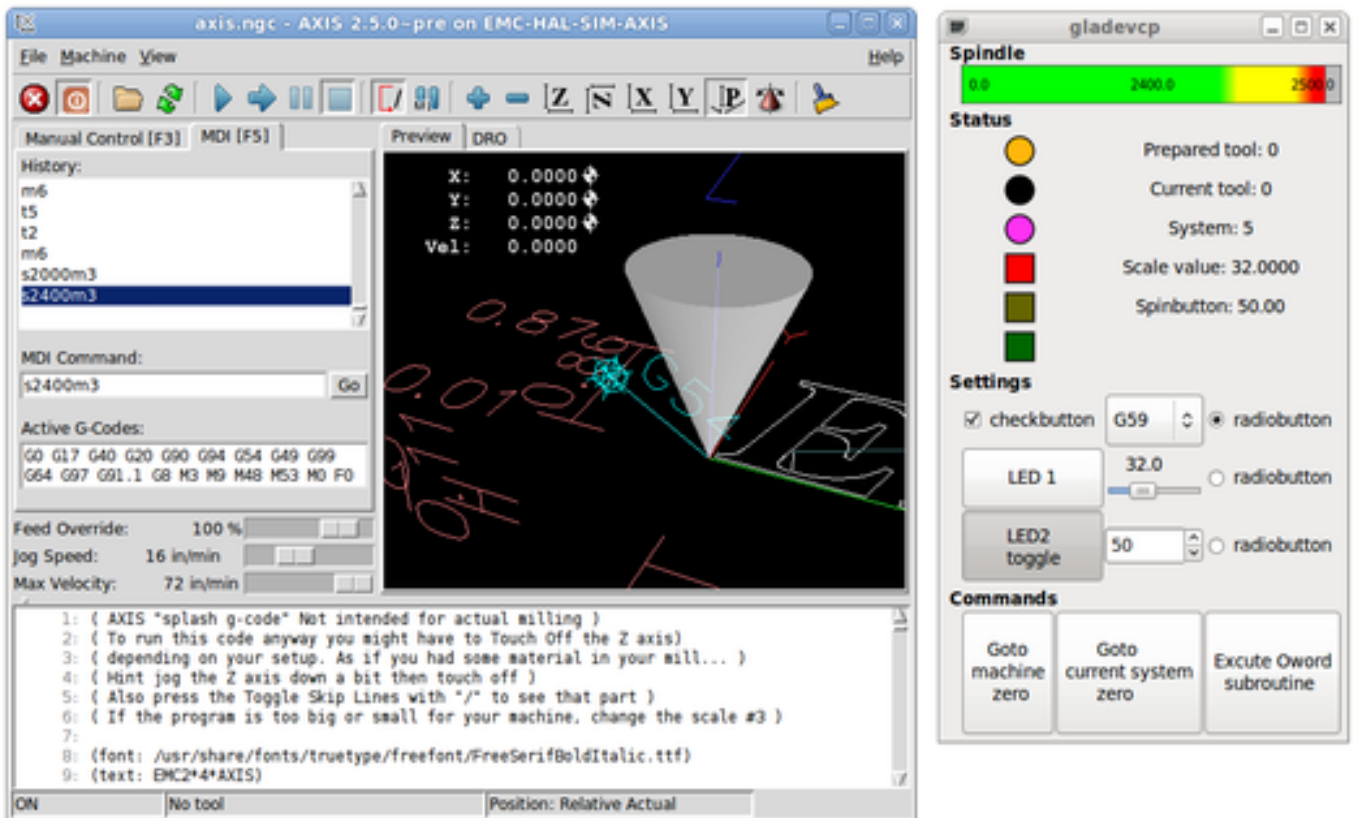 axis.ngc - AXIS 2.5.0~pre on EMC-HAL-SIM-AXIS
File Machine View Help
Manual Control [F3] MDI [F5]
History:
m6
t5
t2
m6
s2000m3
s2400m3
MDI Command:
s2400m3 Go
Active G-Codes:
G0 G17 G40 G20 G90 G94 G54 G49 G99
G64 G97 G91.1 G8 M3 M9 M48 M53 M0 F0
Feed Override: 100 %
Jog Speed: 16 in/min
Max Velocity: 72 in/min
Z N X Y P
Preview DRO
X: 0.0000
Y: 0.0000
Z: 0.0000
Vel: 0.0000
0.879
0.010
G54
Y
E
1: ( AXIS "splash g-code" Not intended for actual milling )
2: ( To run this code anyway you might have to Touch Off the Z axis)
3: ( depending on your setup. As if you had some material in your mill... )
4: ( Hint jog the Z axis down a bit then touch off )
5: ( Also press the Toggle Skip Lines with "/" to see that part )
6: ( If the program is too big or small for your machine, change the scale #3 )
7:
8: (font: /usr/share/fonts/truetype/freefont/FreeSerifBoldItalic.ttf)
9: (text: EMC2*4*AXIS)
ON No tool Position: Relative Actual
gladevcp
Spindle
0.0 2400.0 2500.0
Status
Prepared tool: 0
Current tool: 0
System: 5
Scale value: 32.0000
Spinbutton: 50.00
Settings
checkbutton G59 radiobutton
LED 1 32.0 radiobutton
LED2
toggle 50 radiobutton
Commands
Goto
machine
zero
Goto
current system
zero
Excute Oword
subroutine